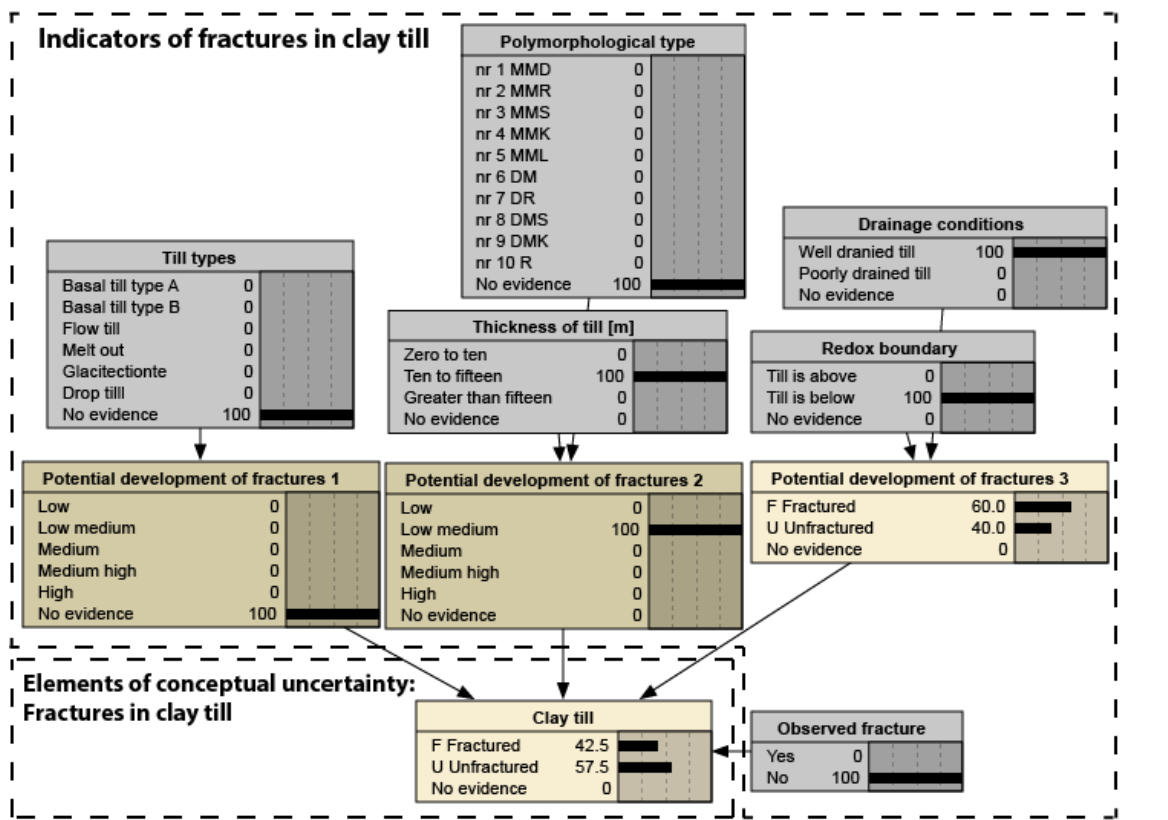 Indicators of fractures in clay till
Polymorphological type
nr 1 MMD 0
nr 2 MMR 0
nr 3 MMS 0
nr 4 MMK 0
nr 5 MML 0
nr 6 DM 0
nr 7 DR 0
nr 8 DMS 0
nr 9 DMK 0
nr 10 R 0
No evidence 100
Drainage conditions
Well dranied till 100
Poorly drained till 0
No evidence 0
Till types
Basal till type A 0
Basal till type B 0
Flow till 0
Melt out 0
Glacitectionte 0
Drop tilll 0
No evidence 100
Thickness of till [m]
Zero to ten 0
Ten to fifteen 100
Greater than fifteen 0
No evidence 0
Redox boundary
Till is above 0
Till is below 100
No evidence 0
Potential development of fractures 1
Low 0
Low medium 0
Medium 0
Medium high 0
High 0
No evidence 100
Potential development of fractures 2
Low 0
Low medium 100
Medium 0
Medium high 0
High 0
No evidence 0
Potential development of fractures 3
F Fractured 60.0
U Unfractured 40.0
No evidence 0
Elements of conceptual uncertainty:
Fractures in clay till
Clay till
F Fractured 42.5
U Unfractured 57.5
No evidence 0
Observed fracture
Yes 0
No 100